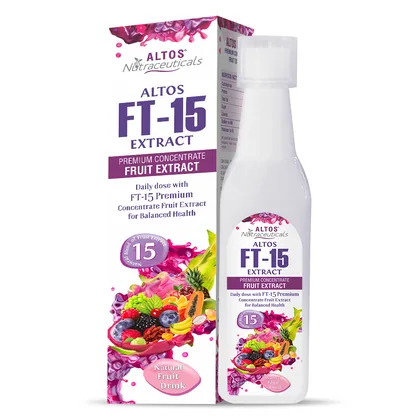 ALTOS®
Nutraceuticals
ALTOS
FT-15
EXTRACT
PREMIUM CONCENTRATE
FRUIT EXTRACT
Daily dose with
FT-15 Premium
Concentrate Fruit Extract
for Balanced Health
15
Natural
Fruit
Drink
ALTOS
ALTOS®
Nutraceuticals
ALTOS
FT-15
EXTRACT
PREMIUM CONCENTRATE
FRUIT EXTRACT
Daily dose with FT-15 Premium
Concentrate Fruit Extract
for Balanced Health
15